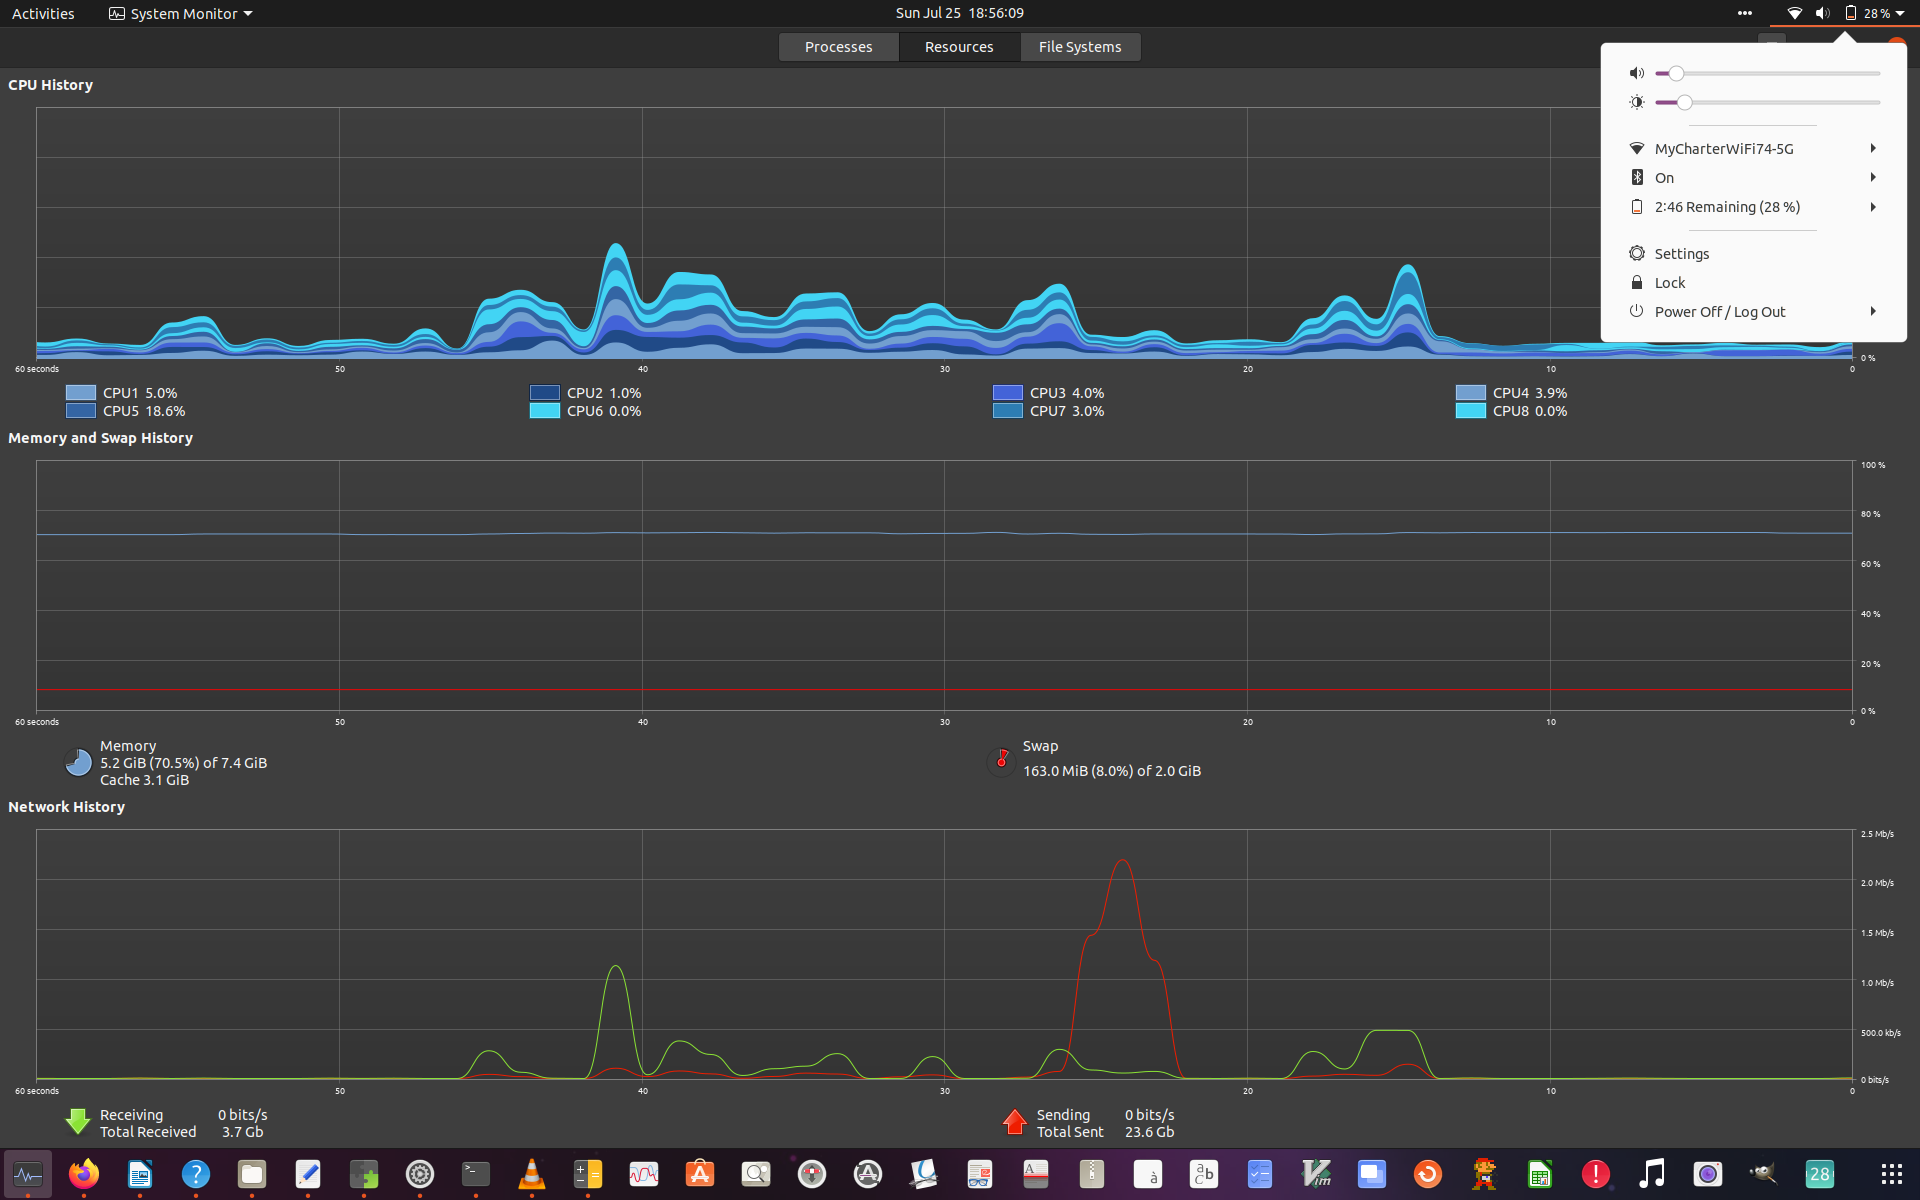 Activities
System Monitor
Sun Jul 25 18:56:09
28 %
Processes
Resources
File Systems
CPU History
MyCharterWiFi74-5G
On
2:46 Remaining (28 %)
Settings
Lock
Power Off / Log Out
0 %
60 seconds 50 40 30 20 10 0
CPU1 5.0% CPU2 1.0% CPU3 4.0% CPU4 3.9%
CPU5 18.6% CPU6 0.0% CPU7 3.0% CPU8 0.0%
Memory and Swap History
100 %
80 %
60 %
40 %
20 %
0 %
60 seconds 50 40 30 20 10 0
Memory
5.2 GiB (70.5%) of 7.4 GiB
Cache 3.1 GiB
Swap
163.0 MiB (8.0%) of 2.0 GiB
Network History
2.5 Mb/s
2.0 Mb/s
1.5 Mb/s
1.0 Mb/s
500.0 kb/s
0 bits/s
60 seconds 50 40 30 20 10 0
Receiving 0 bits/s
Total Received 3.7 Gb
Sending 0 bits/s
Total Sent 23.6 Gb
?
>_
A
à
a b c
Vim
!
28